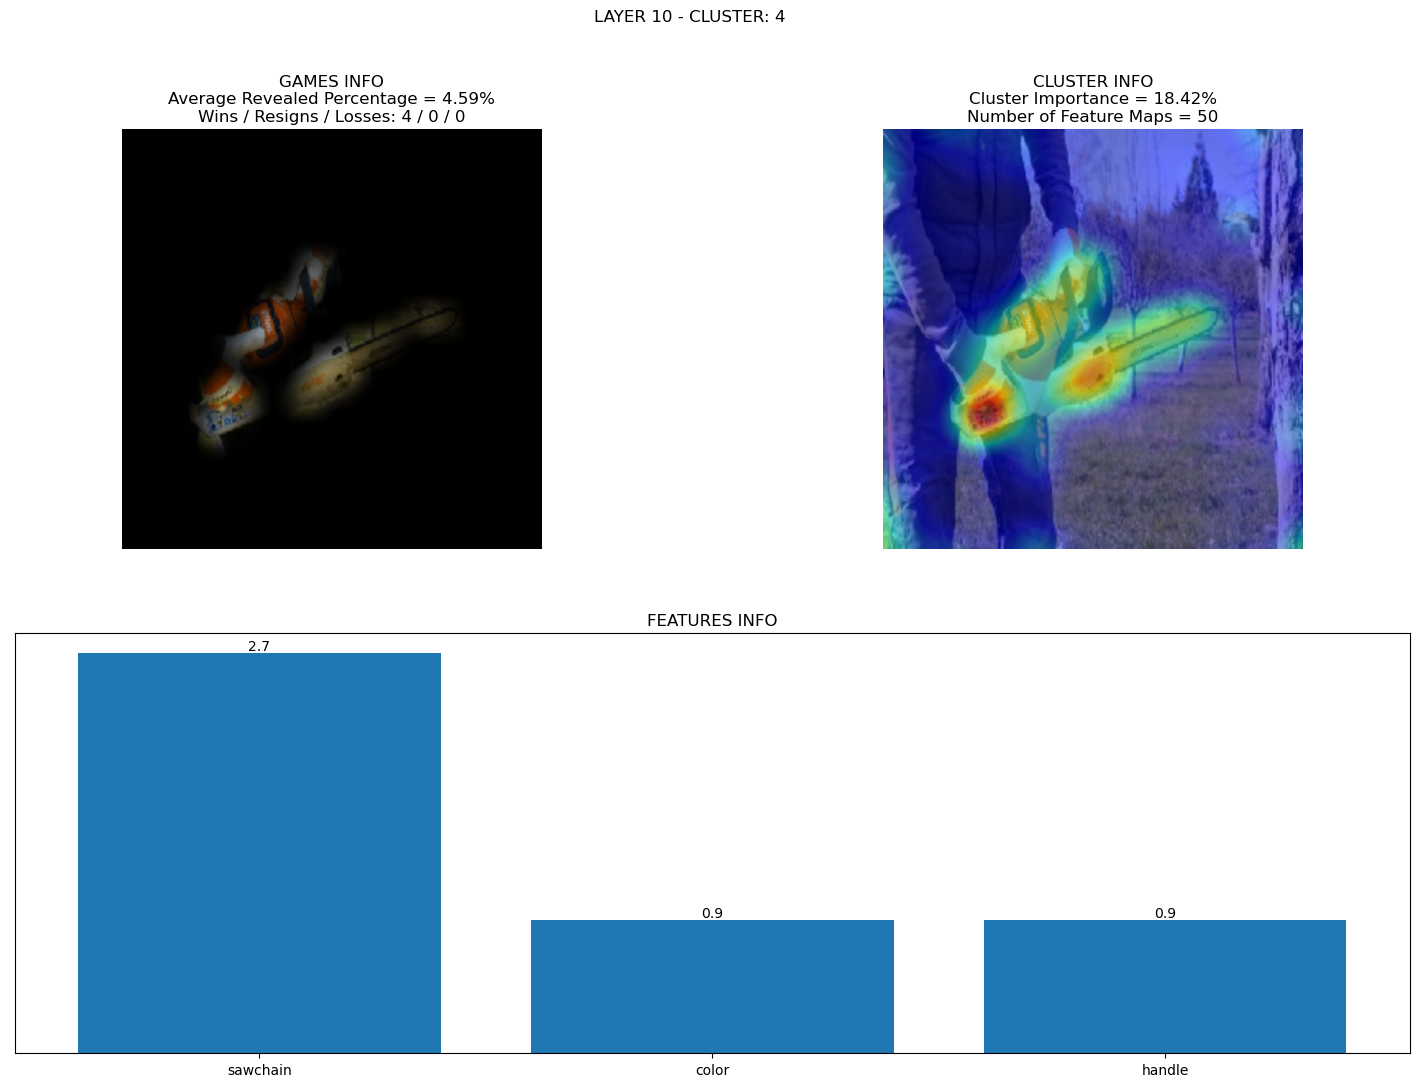 LAYER 10 - CLUSTER: 4
GAMES INFO
Average Revealed Percentage = 4.59%
Wins / Resigns / Losses: 4 / 0 / 0
CLUSTER INFO
Cluster Importance = 18.42%
Number of Feature Maps = 50
FEATURES INFO
2.7
0.9
0.9
sawchain
color
handle